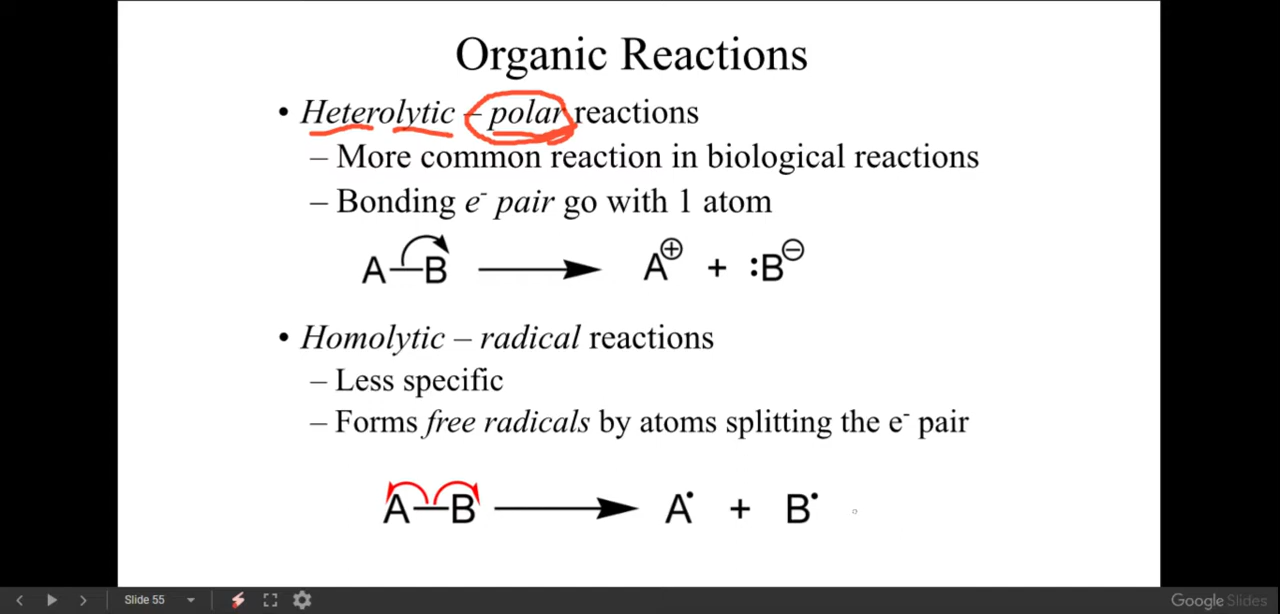 Organic Reactions
• Heterolytic – polar reactions
– More common reaction in biological reactions
– Bonding e⁻ pair go with 1 atom
A—B ⟶ A⊕ + :B⊖
• Homolytic – radical reactions
– Less specific
– Forms free radicals by atoms splitting the e⁻ pair
A—B ⟶ A• + B•
Slide 55
Google Slides